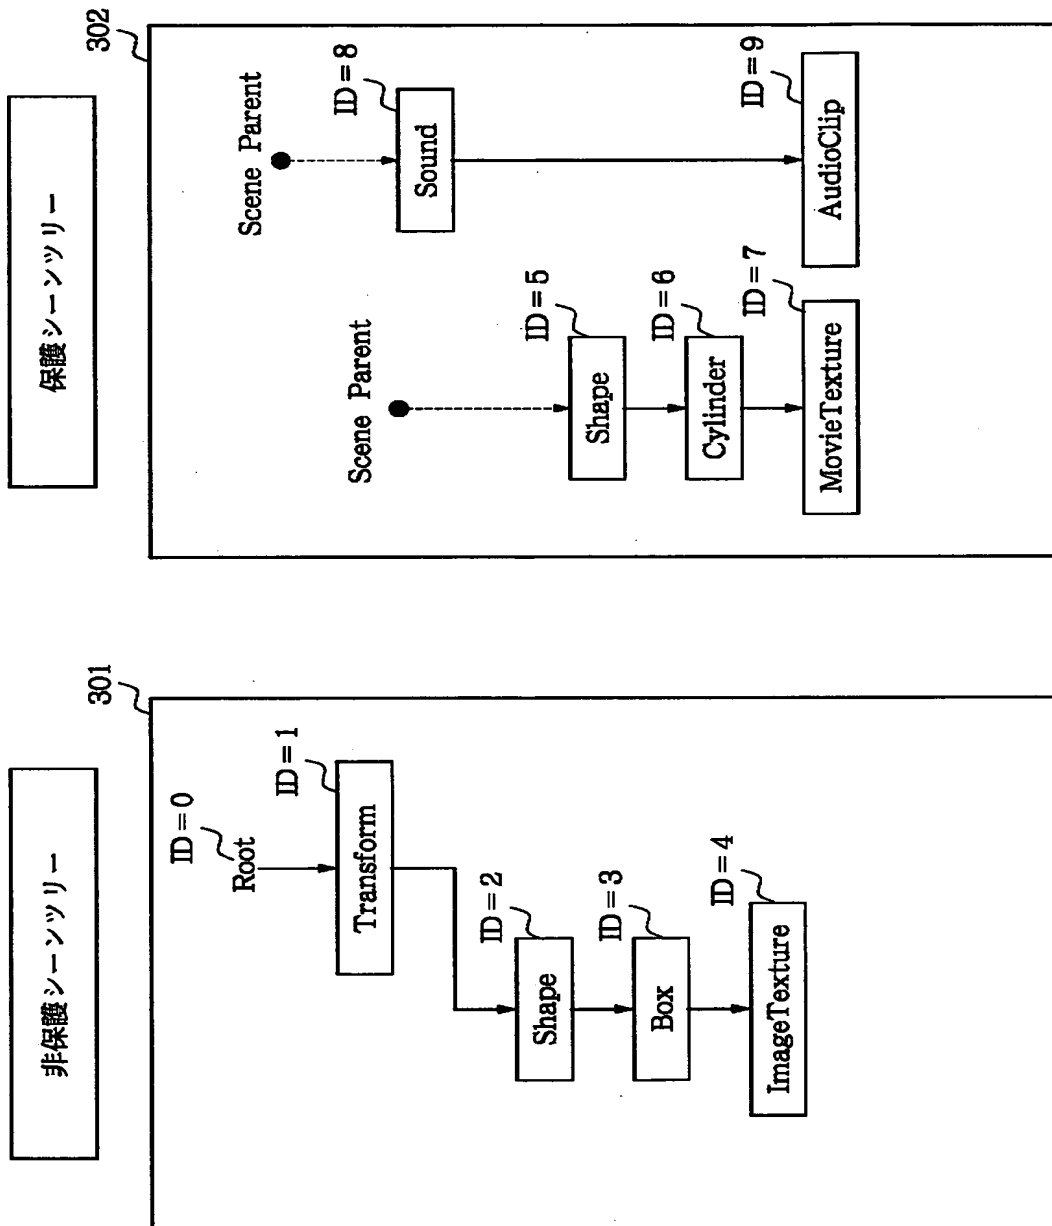 非保護シーンツリー
301
ID=0
Root
ID=1
Transform
ID=2
Shape
ID=3
Box
ID=4
ImageTexture
保護シーンツリー
302
Scene Parent
ID=8
Sound
Scene Parent
ID=5
Shape
ID=6
Cylinder
ID=7
MovieTexture
ID=9
AudioClip